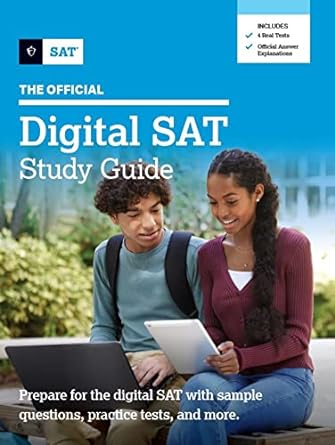 SAT®
INCLUDES
✓ 4 Real Tests
✓ Official Answer
Explanations
THE OFFICIAL
Digital SAT
Study Guide
Prepare for the digital SAT with sample
questions, practice tests, and more.